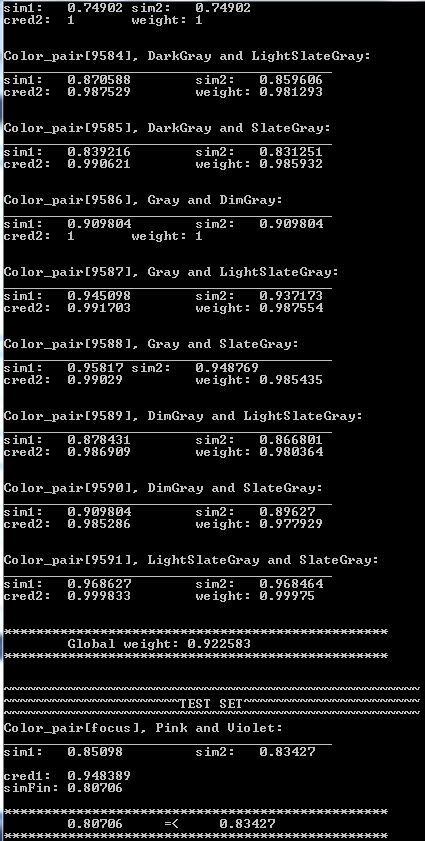 sim1: 0.74902 sim2: 0.74902
cred2: 1 weight: 1
Color_pair[9584], DarkGray and LightSlateGray:
sim1: 0.870588 sim2: 0.859606
cred2: 0.987529 weight: 0.981293
Color_pair[9585], DarkGray and SlateGray:
sim1: 0.839216 sim2: 0.831251
cred2: 0.990621 weight: 0.985932
Color_pair[9586], Gray and DimGray:
sim1: 0.909804 sim2: 0.909804
cred2: 1 weight: 1
Color_pair[9587], Gray and LightSlateGray:
sim1: 0.945098 sim2: 0.937173
cred2: 0.991703 weight: 0.987554
Color_pair[9588], Gray and SlateGray:
sim1: 0.95817 sim2: 0.948769
cred2: 0.99029 weight: 0.985435
Color_pair[9589], DimGray and LightSlateGray:
sim1: 0.878431 sim2: 0.866801
cred2: 0.986909 weight: 0.980364
Color_pair[9590], DimGray and SlateGray:
sim1: 0.909804 sim2: 0.89627
cred2: 0.985286 weight: 0.977929
Color_pair[9591], LightSlateGray and SlateGray:
sim1: 0.968627 sim2: 0.968464
cred2: 0.999833 weight: 0.99975
************************************************
Global weight: 0.922583
************************************************
~~~~~~~~~~~~~~~~~~~~~~~~~~~~~~~~~~~~~~~~~~~~~~~~~~~~
~~~~~~~~~~~~~~~~~~~~~~TEST SET~~~~~~~~~~~~~~~~~~~~~~
~~~~~~~~~~~~~~~~~~~~~~~~~~~~~~~~~~~~~~~~~~~~~~~~~~~~
Color_pair[focus], Pink and Violet:
sim1: 0.85098 sim2: 0.83427
cred1: 0.948389
simFin: 0.80706
************************************************
0.80706 =< 0.83427
************************************************